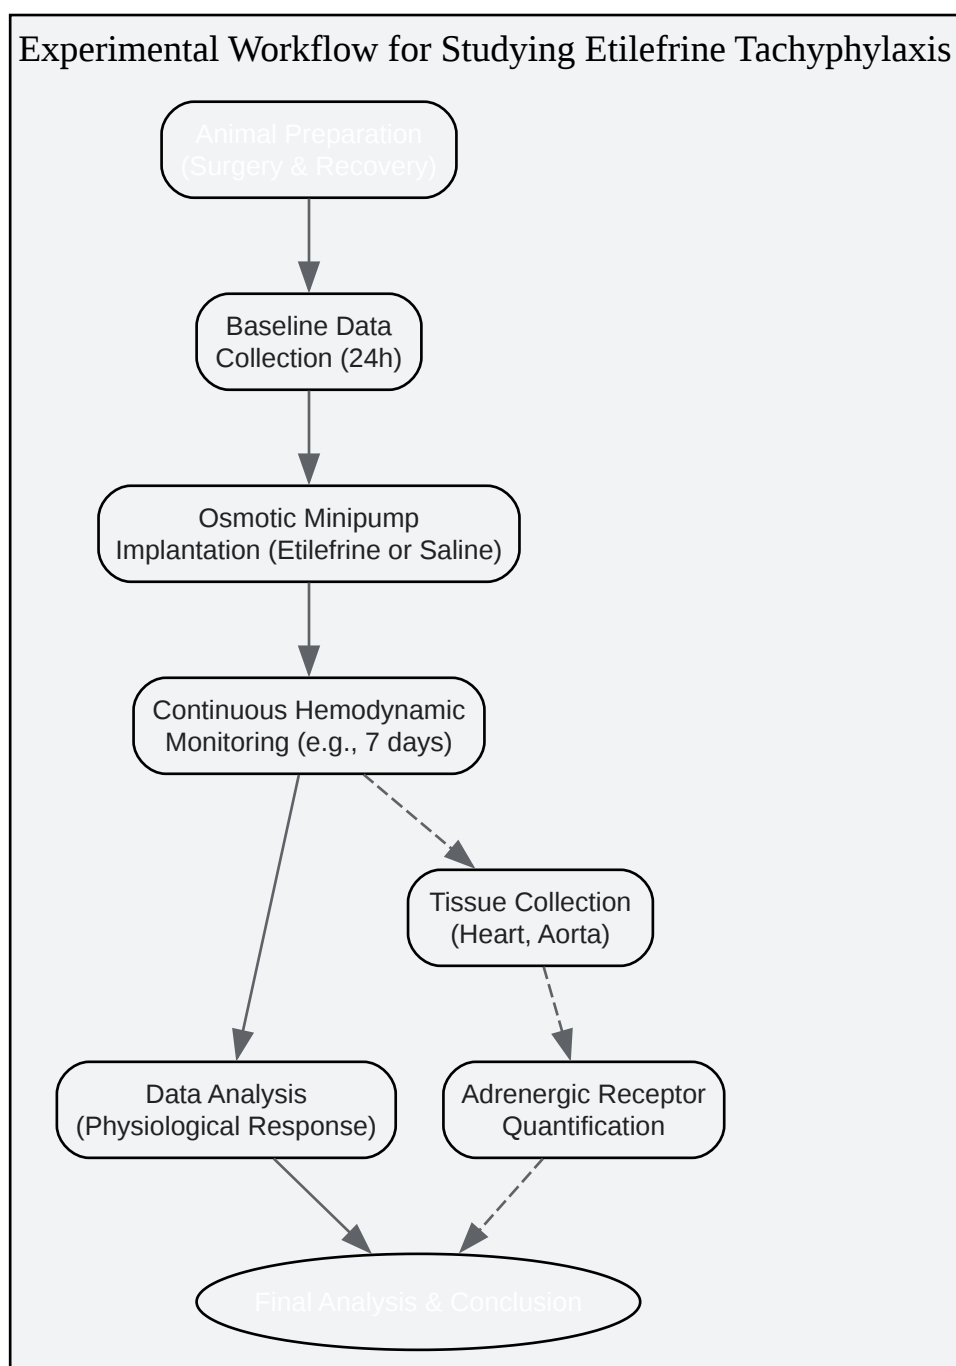 Experimental Workflow for Studying Etilefrine Tachyphylaxis
Animal Preparation
(Surgery & Recovery)
Baseline Data
Collection (24h)
Osmotic Minipump
Implantation (Etilefrine or Saline)
Continuous Hemodynamic
Monitoring (e.g., 7 days)
Tissue Collection
(Heart, Aorta)
Data Analysis
(Physiological Response)
Adrenergic Receptor
Quantification
Final Analysis & Conclusion